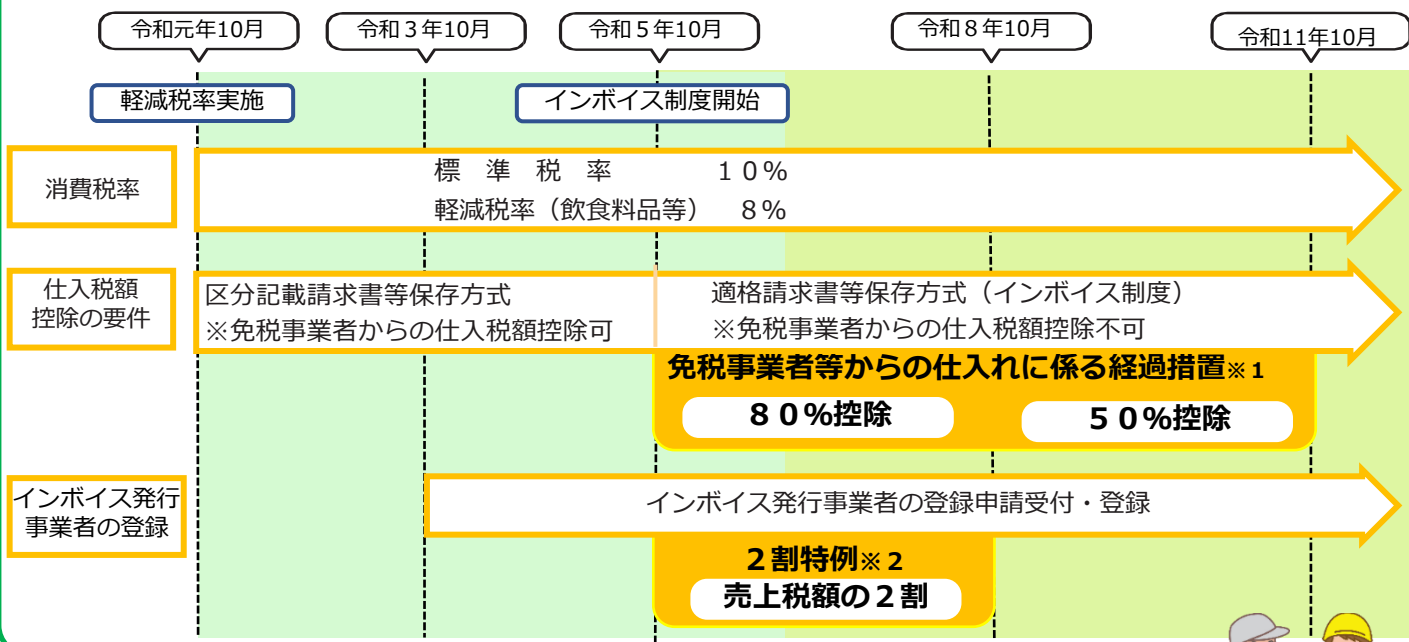 令和元年10月
令和3年10月
令和5年10月
令和8年10月
令和11年10月
軽減税率実施
インボイス制度開始
消費税率
標 準 税 率 10%
軽減税率(飲食料品等) 8%
仕入税額
控除の要件
区分記載請求書等保存方式
※免税事業者からの仕入税額控除可
適格請求書等保存方式(インボイス制度)
※免税事業者からの仕入税額控除不可
免税事業者等からの仕入れに係る経過措置※1
80%控除
50%控除
インボイス発行
事業者の登録
インボイス発行事業者の登録申請受付・登録
2割特例※2
売上税額の2割